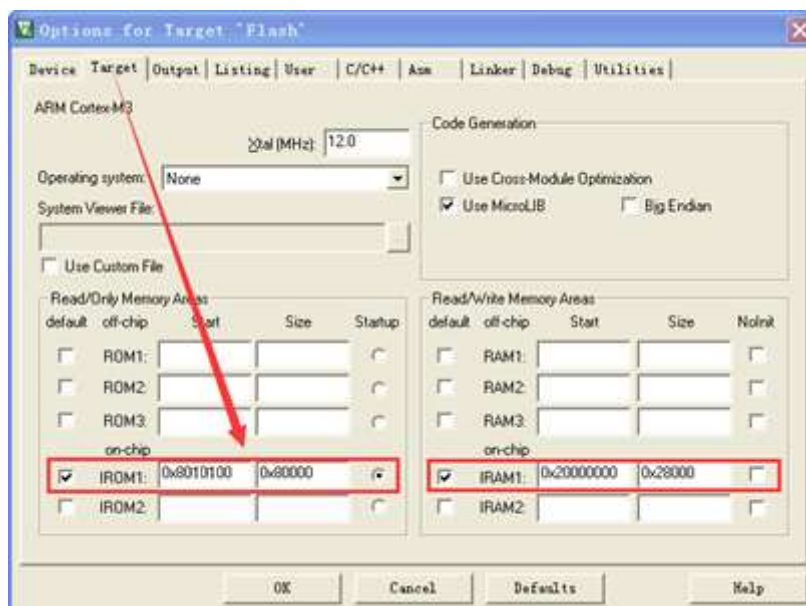 Options for Target 'Flash'
Device Target Output Listing User C/C++ Asm Linker Debug Utilities
ARM Cortex-M3
Xtal (MHz): 12.0
Operating system: None
System Viewer File:
Use Custom File
Code Generation
Use Cross-Module Optimization
Use MicroLIB Big Endian
Read/Only Memory Areas
default off-chip Start Size Startup
ROM1:
ROM2:
ROM3:
on-chip
IROM1: 0x8010100 0x80000
IROM2:
Read/Write Memory Areas
default off-chip Start Size NoInit
RAM1:
RAM2:
RAM3:
on-chip
IRAM1: 0x20000000 0x28000
IRAM2:
OK Cancel Defaults Help